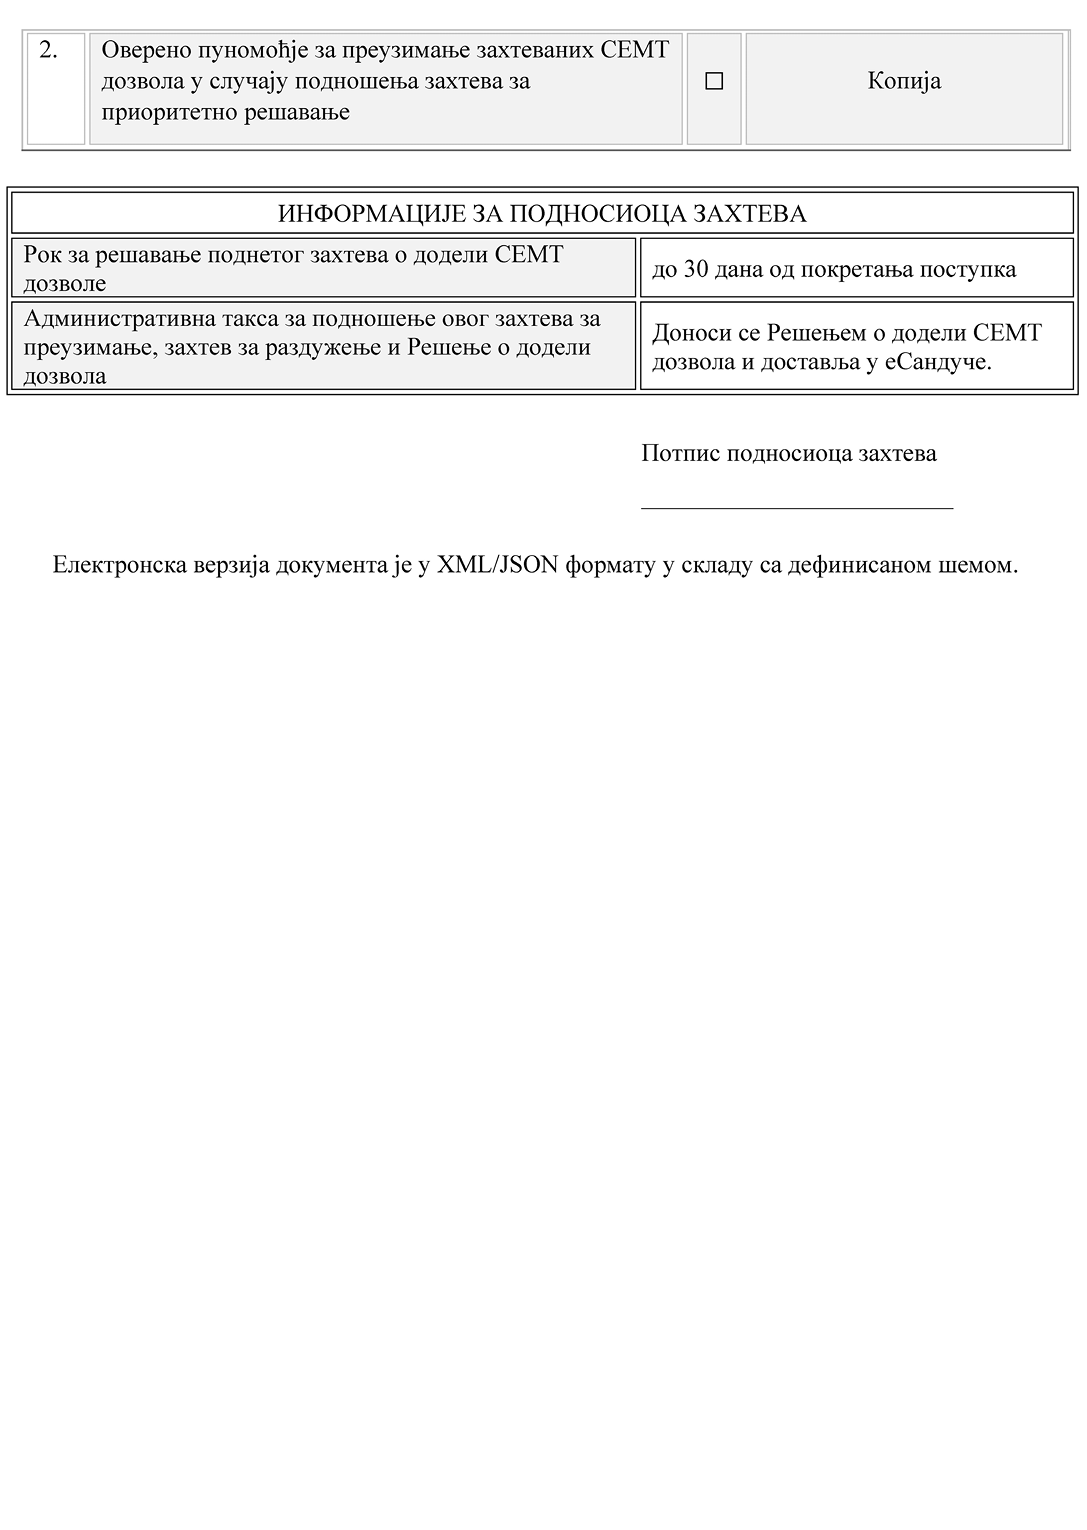 2.
Оверено пуномоћје за преузимање захтеваних СЕМТ
дозвола у случају подношења захтева за
приоритетно решавање
☐
Копија
ИНФОРМАЦИЈЕ ЗА ПОДНОСИОЦА ЗАХТЕВА
Рок за решавање поднетог захтева о додели СЕМТ
дозволе
до 30 дана од покретања поступка
Административна такса за подношење овог захтева за
преузимање, захтев за раздужење и Решење о додели
дозвола
Доноси се Решењем о додели СЕМТ
дозвола и доставља у еСандуче.
Потпис подносиоца захтева
Електронска верзија документа је у XML/JSON формату у складу са дефинисаном шемом.